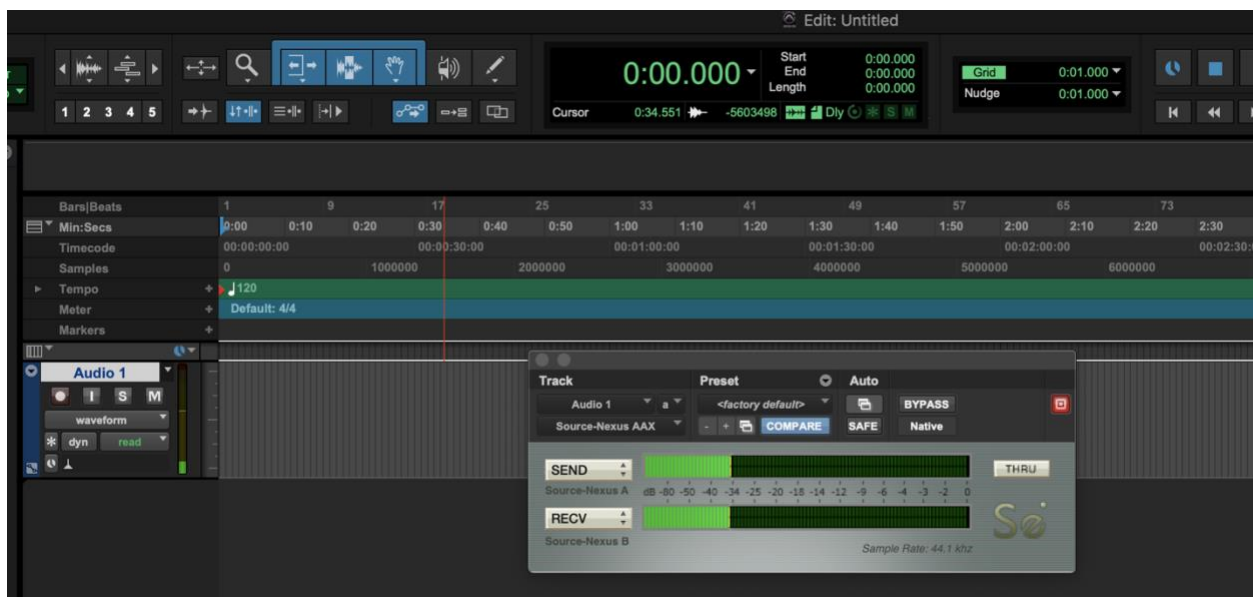 Edit: Untitled
0:00.000
Start 0:00.000
End 0:00.000
Length 0:00.000
Cursor 0:34.551 -5603498 Dly S M
Grid 0:01.000
Nudge 0:01.000
1 2 3 4 5
Bars|Beats 1 9 17 25 33 41 49 57 65 73
Min:Secs 0:00 0:10 0:20 0:30 0:40 0:50 1:00 1:10 1:20 1:30 1:40 1:50 2:00 2:10 2:20 2:30
Timecode 00:00:00:00 00:00:30:00 00:01:00:00 00:01:30:00 00:02:00:00 00:02:30:
Samples 0 1000000 2000000 3000000 4000000 5000000 6000000
Tempo + 120
Meter + Default: 4/4
Markers +
Audio 1
I S M
waveform
dyn read
Track Preset Auto
Audio 1 a <factory default> BYPASS
Source-Nexus AAX - + COMPARE SAFE Native
SEND THRU
Source-Nexus A dB -80 -50 -40 -34 -25 -20 -18 -14 -12 -9 -6 -4 -3 -2 0
RECV Se
Source-Nexus B Sample Rate: 44.1 khz